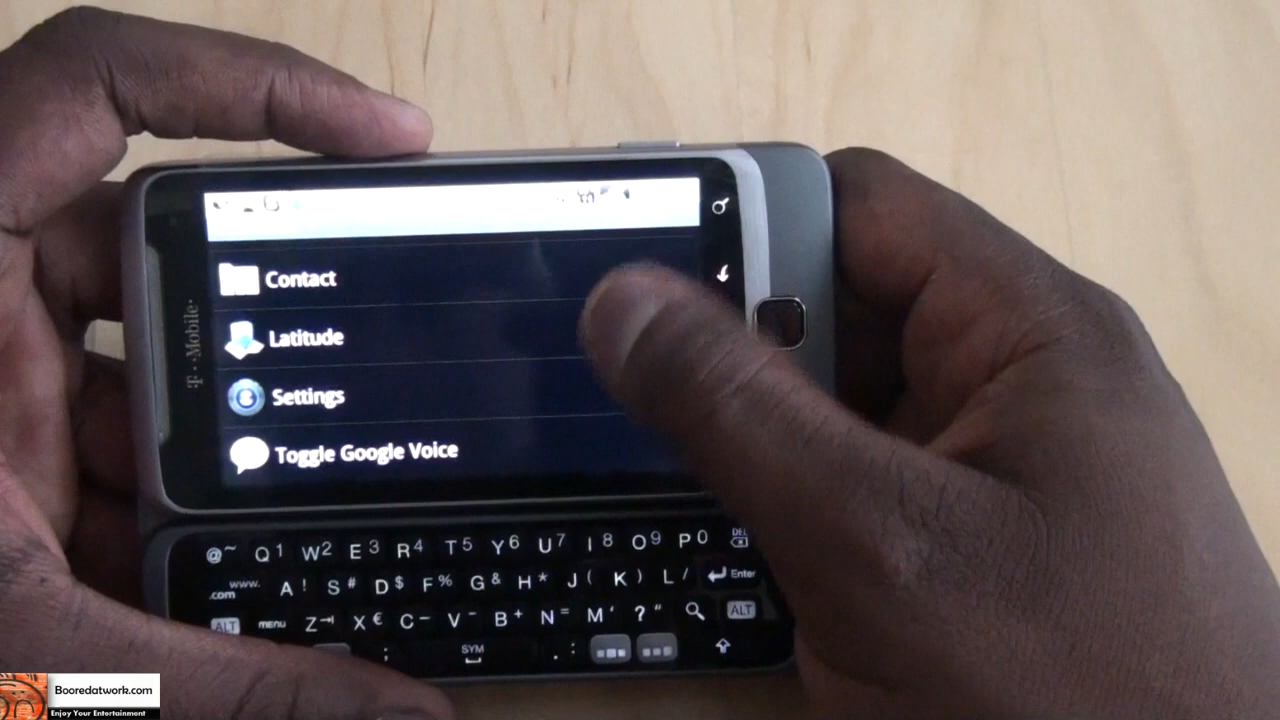 T··Mobile·
Contact
Latitude
Settings
Toggle Google Voice
@~ Q1 W2 E3 R4 T5 Y6 U7 I8 O9 P0 DEL
www. .com A! S# D$ F% G& H* J( K) L/ Enter
ALT MENU Z X€ C– V- B+ N= M' ?" ALT
; SYM . :
Booredatwork.com
Enjoy Your Entertainment